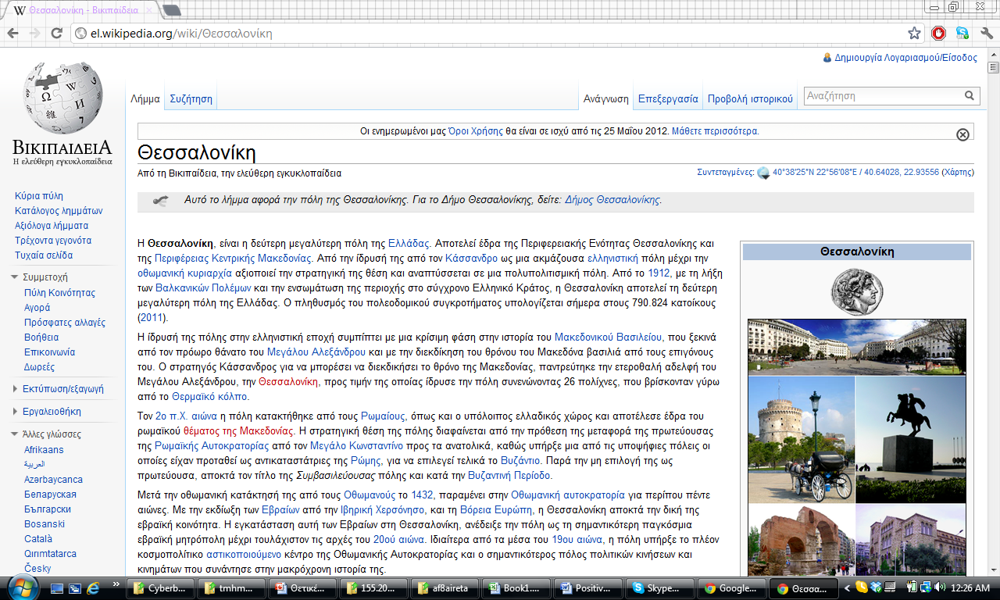 Θεσσαλονίκη - Βικιπαίδεια
el.wikipedia.org/wiki/Θεσσαλονίκη
Δημιουργία Λογαριασμού/Είσοδος
Λήμμα Συζήτηση Ανάγνωση Επεξεργασία Προβολή ιστορικού Αναζήτηση
ΒΙΚΙΠΑΙΔΕΙΑ
Η ελεύθερη εγκυκλοπαίδεια
Κύρια πύλη
Κατάλογος λημμάτων
Αξιόλογα λήμματα
Τρέχοντα γεγονότα
Τυχαία σελίδα
Συμμετοχή
Πύλη Κοινότητας
Αγορά
Πρόσφατες αλλαγές
Βοήθεια
Επικοινωνία
Δωρεές
Εκτύπωση/εξαγωγή
Εργαλειοθήκη
Άλλες γλώσσες
Afrikaans
العربية
Azərbaycanca
Беларуская
Български
Bosanski
Català
Qırımtatarca
Česky
Οι ενημερωμένοι μας Όροι Χρήσης θα είναι σε ισχύ από τις 25 Μαΐου 2012. Μάθετε περισσότερα.
Θεσσαλονίκη
Από τη Βικιπαίδεια, την ελεύθερη εγκυκλοπαίδεια
Συντεταγμένες: 40°38′25″N 22°56′08″E / 40.64028, 22.93556 (Χάρτης)
Αυτό το λήμμα αφορά την πόλη της Θεσσαλονίκης. Για το Δήμο Θεσσαλονίκης, δείτε: Δήμος Θεσσαλονίκης.
Η Θεσσαλονίκη, είναι η δεύτερη μεγαλύτερη πόλη της Ελλάδας. Αποτελεί έδρα της Περιφερειακής Ενότητας Θεσσαλονίκης και
της Περιφέρειας Κεντρικής Μακεδονίας. Από την ίδρυσή της από τον Κάσσανδρο ως μια ακμάζουσα ελληνιστική πόλη μέχρι την
οθωμανική κυριαρχία αξιοποιεί την στρατηγική της θέση και αναπτύσσεται σε μια πολυπολιτισμική πόλη. Από το 1912, με τη λήξη
των Βαλκανικών Πολέμων και την ενσωμάτωση της περιοχής στο σύγχρονο Ελληνικό Κράτος, η Θεσσαλονίκη αποτελεί τη δεύτερη
μεγαλύτερη πόλη της Ελλάδας. Ο πληθυσμός του πολεοδομικού συγκροτήματος υπολογίζεται σήμερα στους 790.824 κατοίκους
(2011).
Η ίδρυσή της πόλης στην ελληνιστική εποχή συμπίπτει με μια κρίσιμη φάση στην ιστορία του Μακεδονικού Βασιλείου, που ξεκινά
από τον πρόωρο θάνατο του Μεγάλου Αλεξάνδρου και με την διεκδίκηση του θρόνου του Μακεδόνα βασιλιά από τους επιγόνους
του. Ο στρατηγός Κάσσανδρος για να μπορέσει να διεκδικήσει το θρόνο της Μακεδονίας, παντρεύτηκε την ετεροθαλή αδελφή του
Μεγάλου Αλεξάνδρου, την Θεσσαλονίκη, προς τιμήν της οποίας ίδρυσε την πόλη συνενώνοντας 26 πολίχνες, που βρίσκονταν γύρω
από το Θερμαϊκό κόλπο.
Τον 2ο π.Χ. αιώνα η πόλη κατακτήθηκε από τους Ρωμαίους, όπως και ο υπόλοιπος ελλαδικός χώρος και αποτέλεσε έδρα του
ρωμαϊκού θέματος της Μακεδονίας. Η στρατηγική θέση της πόλης διαφαίνεται από την πρόθεση της μεταφορά της πρωτεύουσας
της Ρωμαϊκής Αυτοκρατορίας από τον Μεγάλο Κωνσταντίνο προς τα ανατολικά, καθώς υπήρξε μια από τις υποψήφιες πόλεις οι
οποίες είχαν προταθεί ως αντικαταστάτριες της Ρώμης, για να επιλεγεί τελικά το Βυζάντιο. Παρά την μη επιλογή της ως
πρωτεύουσα, αποκτά τον τίτλο της Συμβασιλεύουσας πόλης και κατά την Βυζαντινή Περίοδο.
Μετά την οθωμανική κατάκτησή της από τους Οθωμανούς το 1432, παραμένει στην Οθωμανική αυτοκρατορία για περίπου πέντε
αιώνες. Με την εκδίωξη των Εβραίων από την Ιβηρική Χερσόνησο, και τη Βόρεια Ευρώπη, η Θεσσαλονίκη αποκτά την δική της
εβραϊκή κοινότητα. Η εγκατάσταση αυτή των Εβραίων στη Θεσσαλονίκη, ανέδειξε την πόλη ως τη σημαντικότερη παγκόσμια
εβραϊκή μητρόπολη μέχρι τουλάχιστον τις αρχές του 20ού αιώνα. Ιδιαίτερα από τα μέσα του 19ου αιώνα, η πόλη υπήρξε το πλέον
κοσμοπολίτικο αστικοποιούμενο κέντρο της Οθωμανικής Αυτοκρατορίας και ο σημαντικότερος πόλος πολιτικών κινήσεων και
κινημάτων που συνάντησε στην μακρόχρονη ιστορία της.
Θεσσαλονίκη
Cyberb... tmhm... Θετικέ... 155.20... af8aireta Book1.... Positiv... Skype... Google... Θεσσα... 12:26 AM